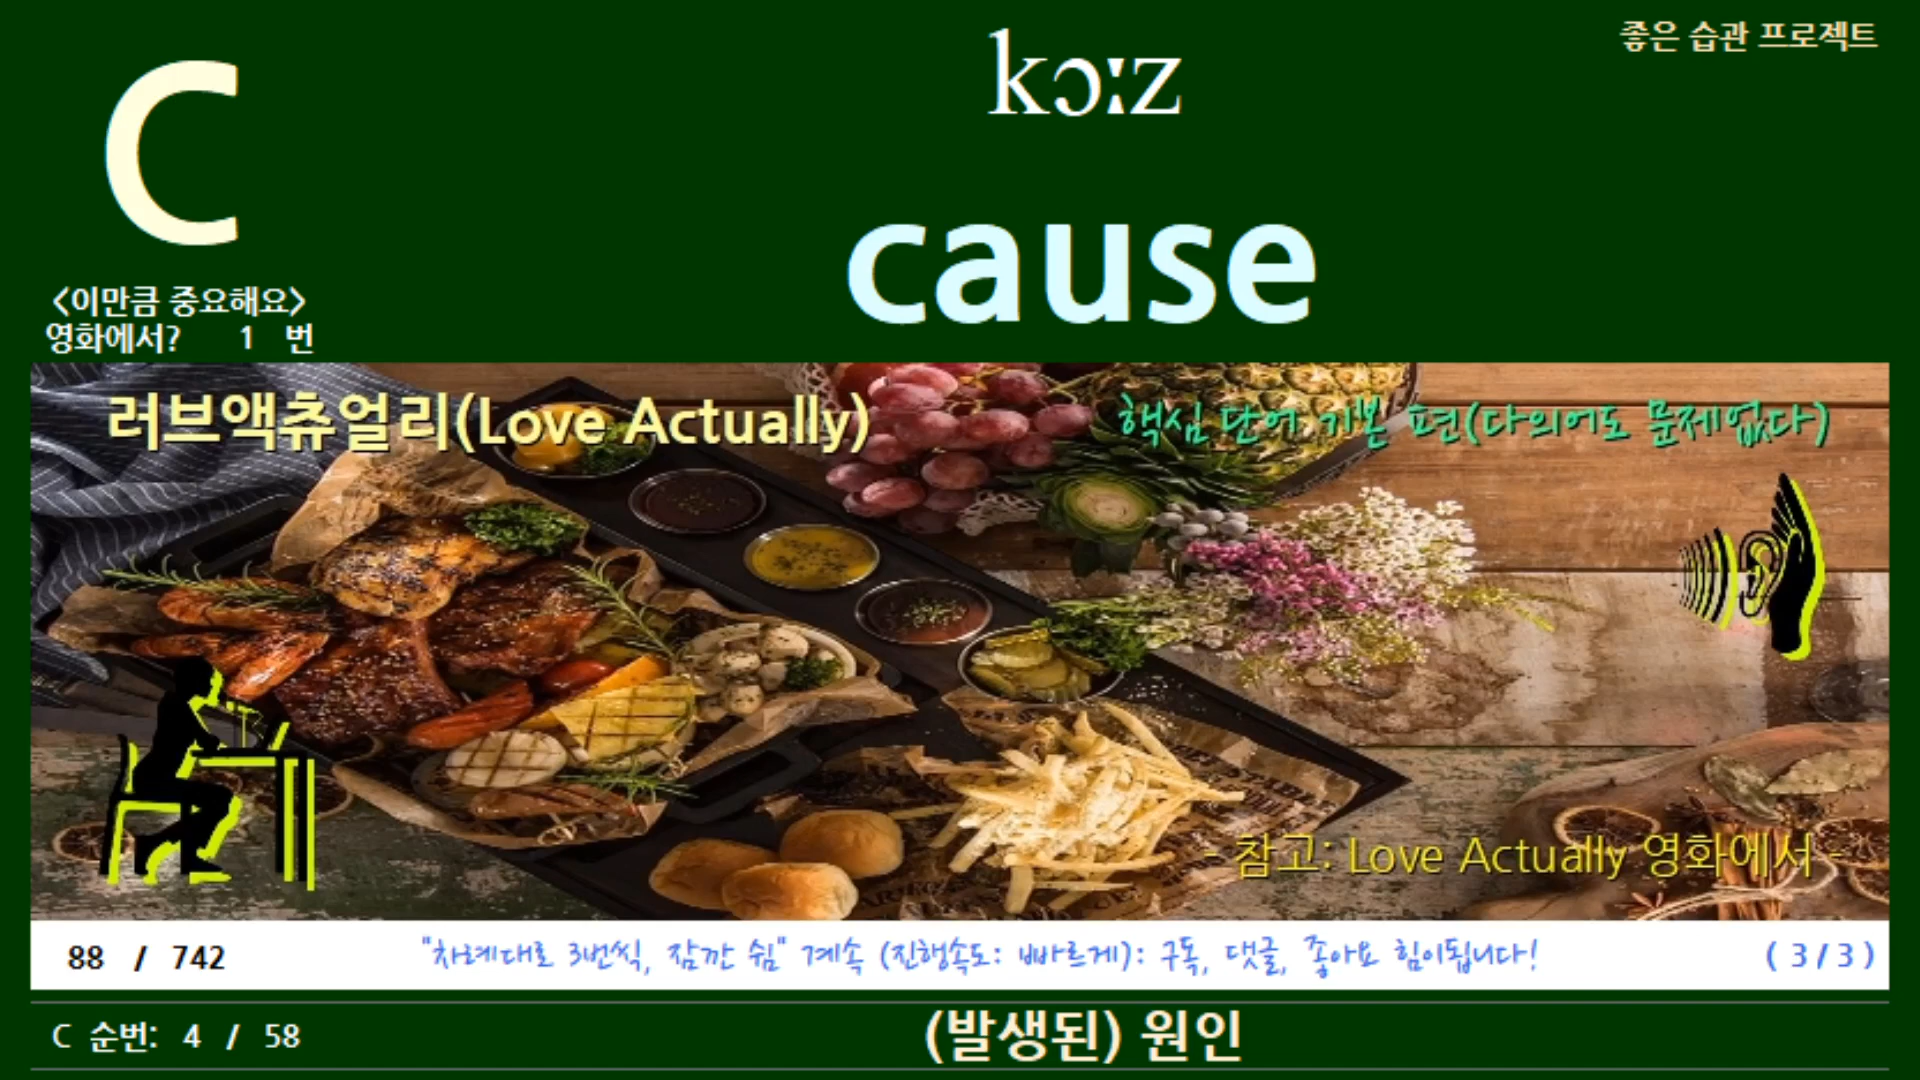 좋은 습관 프로젝트
C
kɔːz
cause
<이만큼 중요해요>
영화에서? 1 번
러브액츄얼리(Love Actually)
핵심 단어 기본 편(다의어도 문제없다)
- 참고: Love Actually 영화에서 -
88 / 742
"차례대로 3번씩, 잠깐 쉼" 계속 (진행속도: 빠르게): 구독, 댓글, 좋아요 힘이됩니다!
( 3 / 3 )
C 순번: 4 / 58
(발생된) 원인